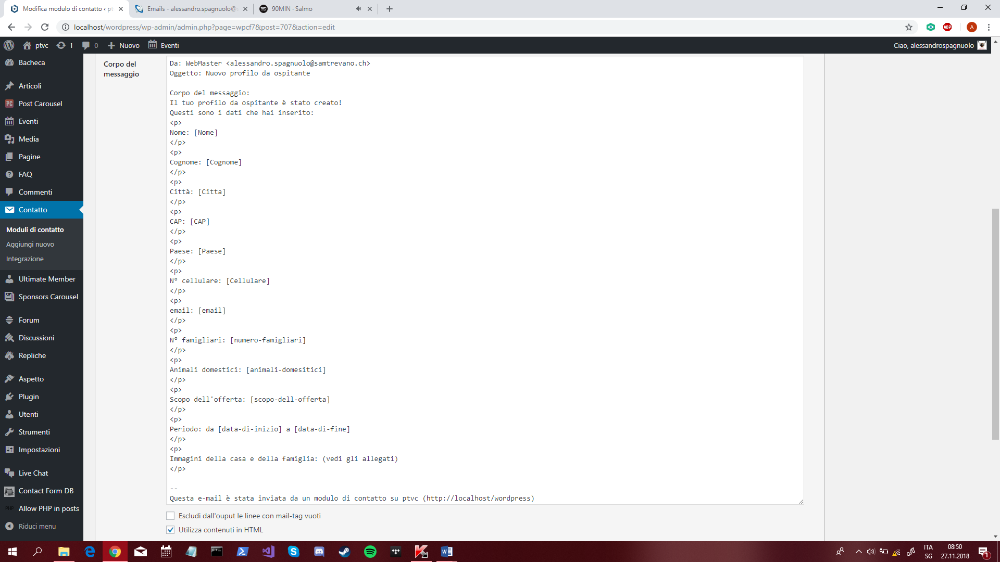 Modifica modulo di contatto ‹ pt
Emails - alessandro.spagnuolo@s
90MIN · Salmo
localhost/wordpress/wp-admin/admin.php?page=wpcf7&post=707&action=edit
ABP
A
ptvc
1
0
Nuovo
Eventi
Ciao, alessandrospagnuolo
Bacheca
Articoli
PC Post Carousel
Eventi
Media
Pagine
FAQ
Commenti
Contatto
Moduli di contatto
Aggiungi nuovo
Integrazione
Ultimate Member
Sponsors Carousel
Forum
Discussioni
Repliche
Aspetto
Plugin
Utenti
Strumenti
Impostazioni
Live Chat
Contact Form DB
PHP Allow PHP in posts
Riduci menu
Corpo del
messaggio
Da: WebMaster <alessandro.spagnuolo@samtrevano.ch>
Oggetto: Nuovo profilo da ospitante
Corpo del messaggio:
Il tuo profilo da ospitante è stato creato!
Questi sono i dati che hai inserito:
<p>
Nome: [Nome]
</p>
<p>
Cognome: [Cognome]
</p>
<p>
Città: [Citta]
</p>
<p>
CAP: [CAP]
</p>
<p>
Paese: [Paese]
</p>
<p>
N° cellulare: [Cellulare]
</p>
<p>
email: [email]
</p>
<p>
N° famigliari: [numero-famigliari]
</p>
<p>
Animali domestici: [animali-domesitici]
</p>
<p>
Scopo dell'offerta: [scopo-dell-offerta]
</p>
<p>
Periodo: da [data-di-inizio] a [data-di-fine]
</p>
<p>
Immagini della casa e della famiglia: (vedi gli allegati)
</p>
--
Questa e-mail è stata inviata da un modulo di contatto su ptvc (http://localhost/wordpress)
Escludi dall'ouput le linee con mail-tag vuoti
Utilizza contenuti in HTML
ITA
SG
08:50
27.11.2018
1